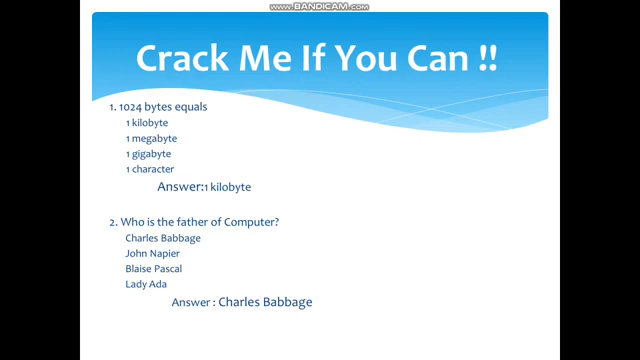 www.BANDICAM.com
Crack Me If You Can !!
1. 1024 bytes equals
1 kilobyte
1 megabyte
1 gigabyte
1 character
Answer:1 kilobyte
2. Who is the father of Computer?
Charles Babbage
John Napier
Blaise Pascal
Lady Ada
Answer : Charles Babbage